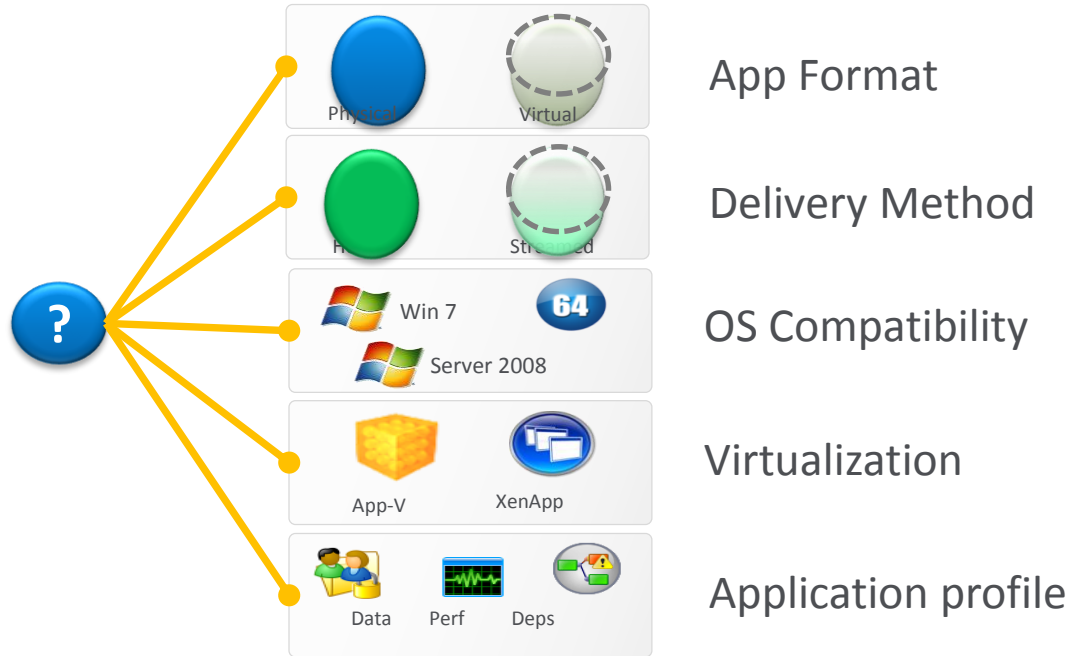 Physical
Virtual
App Format
Streamed
Delivery Method
?
Win 7
64
Server 2008
OS Compatibility
App-V
XenApp
Virtualization
Data
Perf
Deps
Application profile